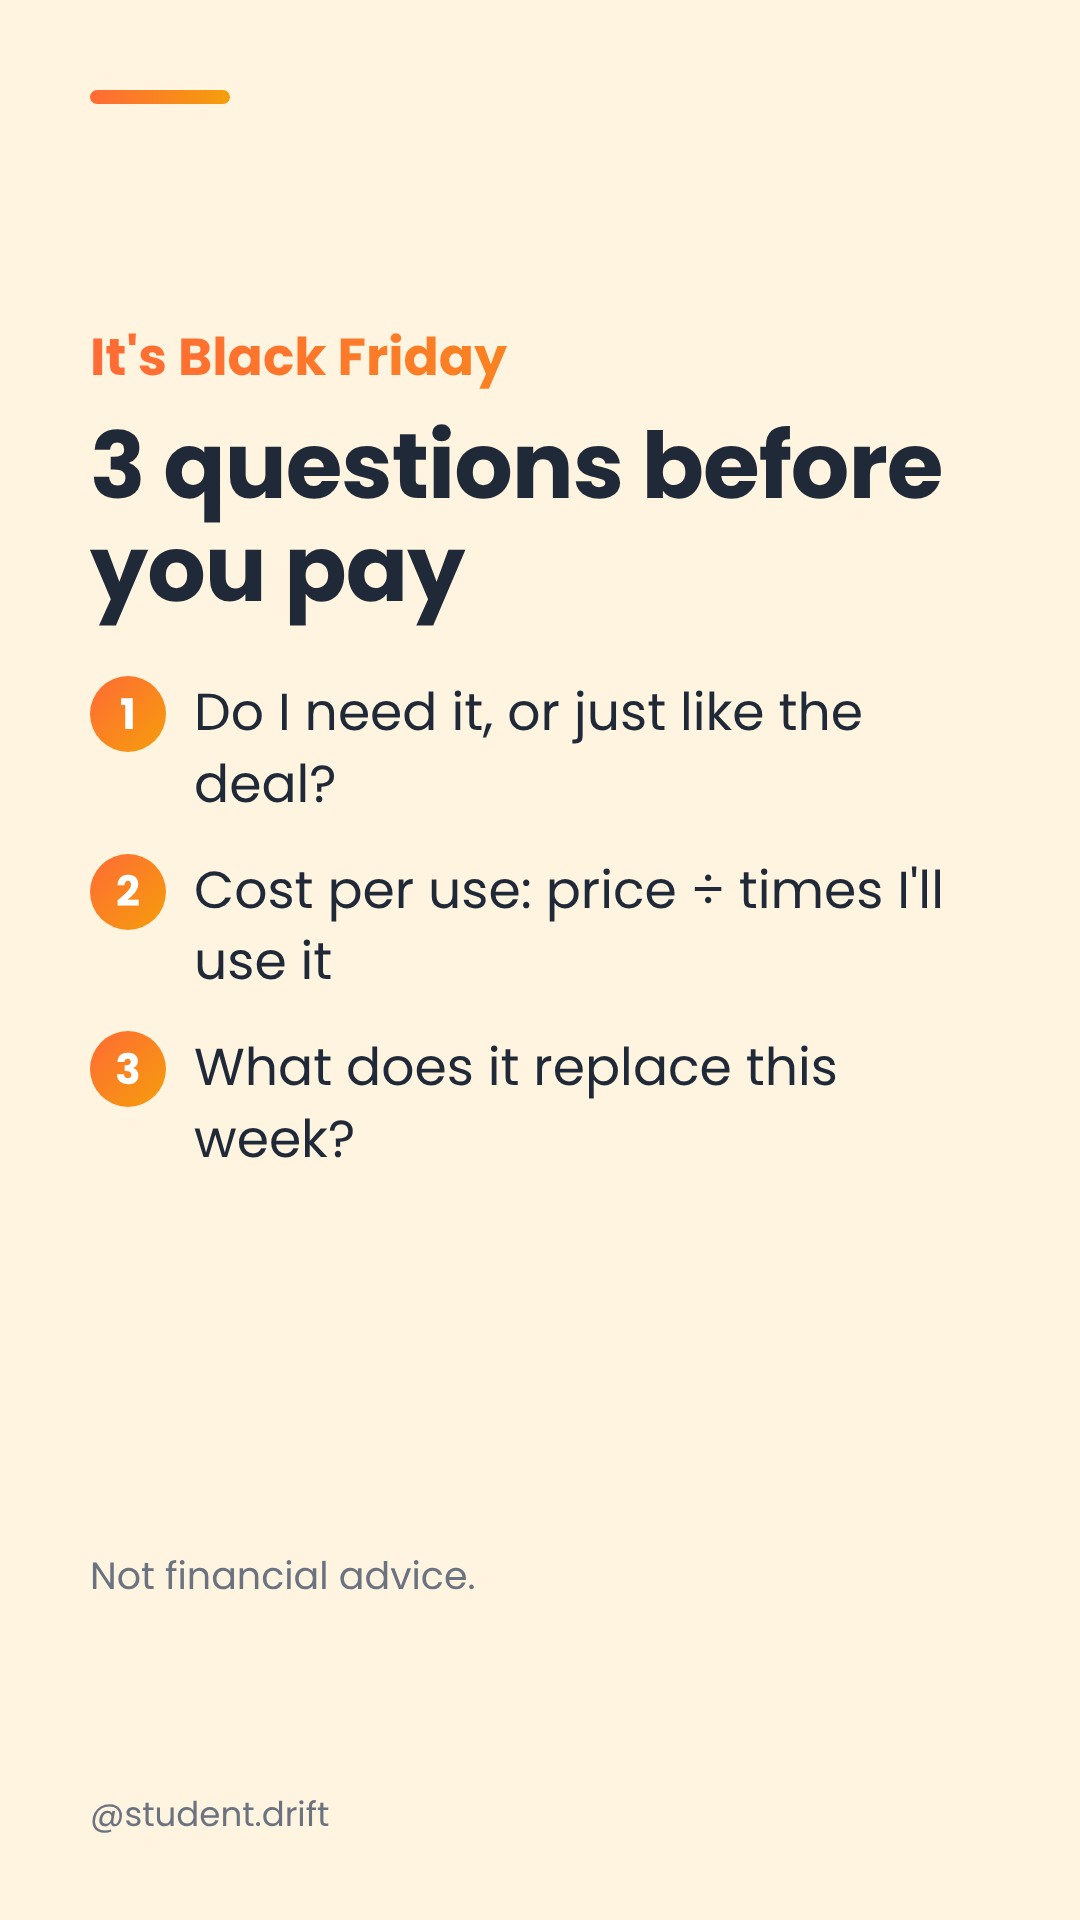 It's Black Friday
3 questions before
you pay
1 Do I need it, or just like the
deal?
2 Cost per use: price ÷ times I'll
use it
3 What does it replace this
week?
Not financial advice.
@student.drift